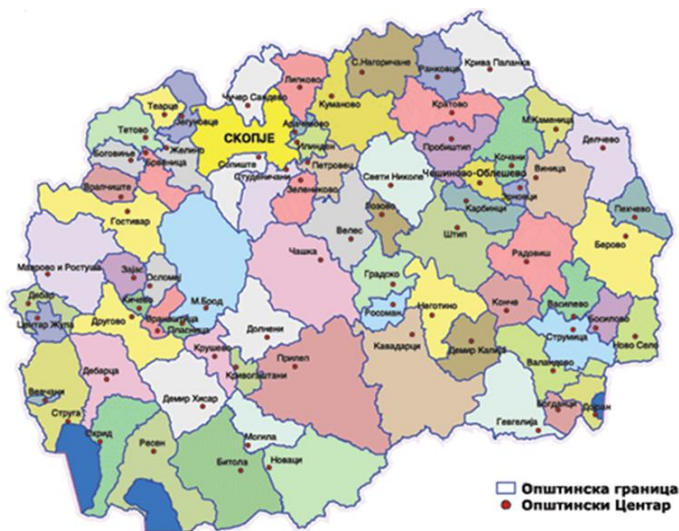 С.Нагоричане
Крива Паланка
Ранковце
Липково
Чучер Сандево
Куманово
Кратово
Теарце
Јегуновце
СКОПЈЕ
Арачиново
М.Каменица
Тетово
Илинден
Пробиштип
Делчево
Желино
Боговиње
Брвеница
Сопиште
Петровец
Кочани
Студеничани
Чешиново-Облешево
Виница
Врапчиште
Зелениково
Свети Николе
Зрновци
Гостивар
Лозово
Карбинци
Пехчево
Велес
Штип
Берово
Чашка
Радовиш
Маврово и Ростуша
Зајас
Осломеј
Градско
Дебар
Кичево
М.Брод
Росоман
Неготино
Конче
Василево
Центар Жупа
Другово
Вранештица
Пласница
Долнени
Босилово
Струмица
Кавадарци
Ново Село
Крушево
Демир Капија
Прилеп
Валандово
Дебарца
Кривогаштани
Вевчани
Демир Хисар
Богданци
Дојран
Струга
Гевгелија
Охрид
Могила
Ресен
Битола
Новаци
Општинска граница
Општински Центар